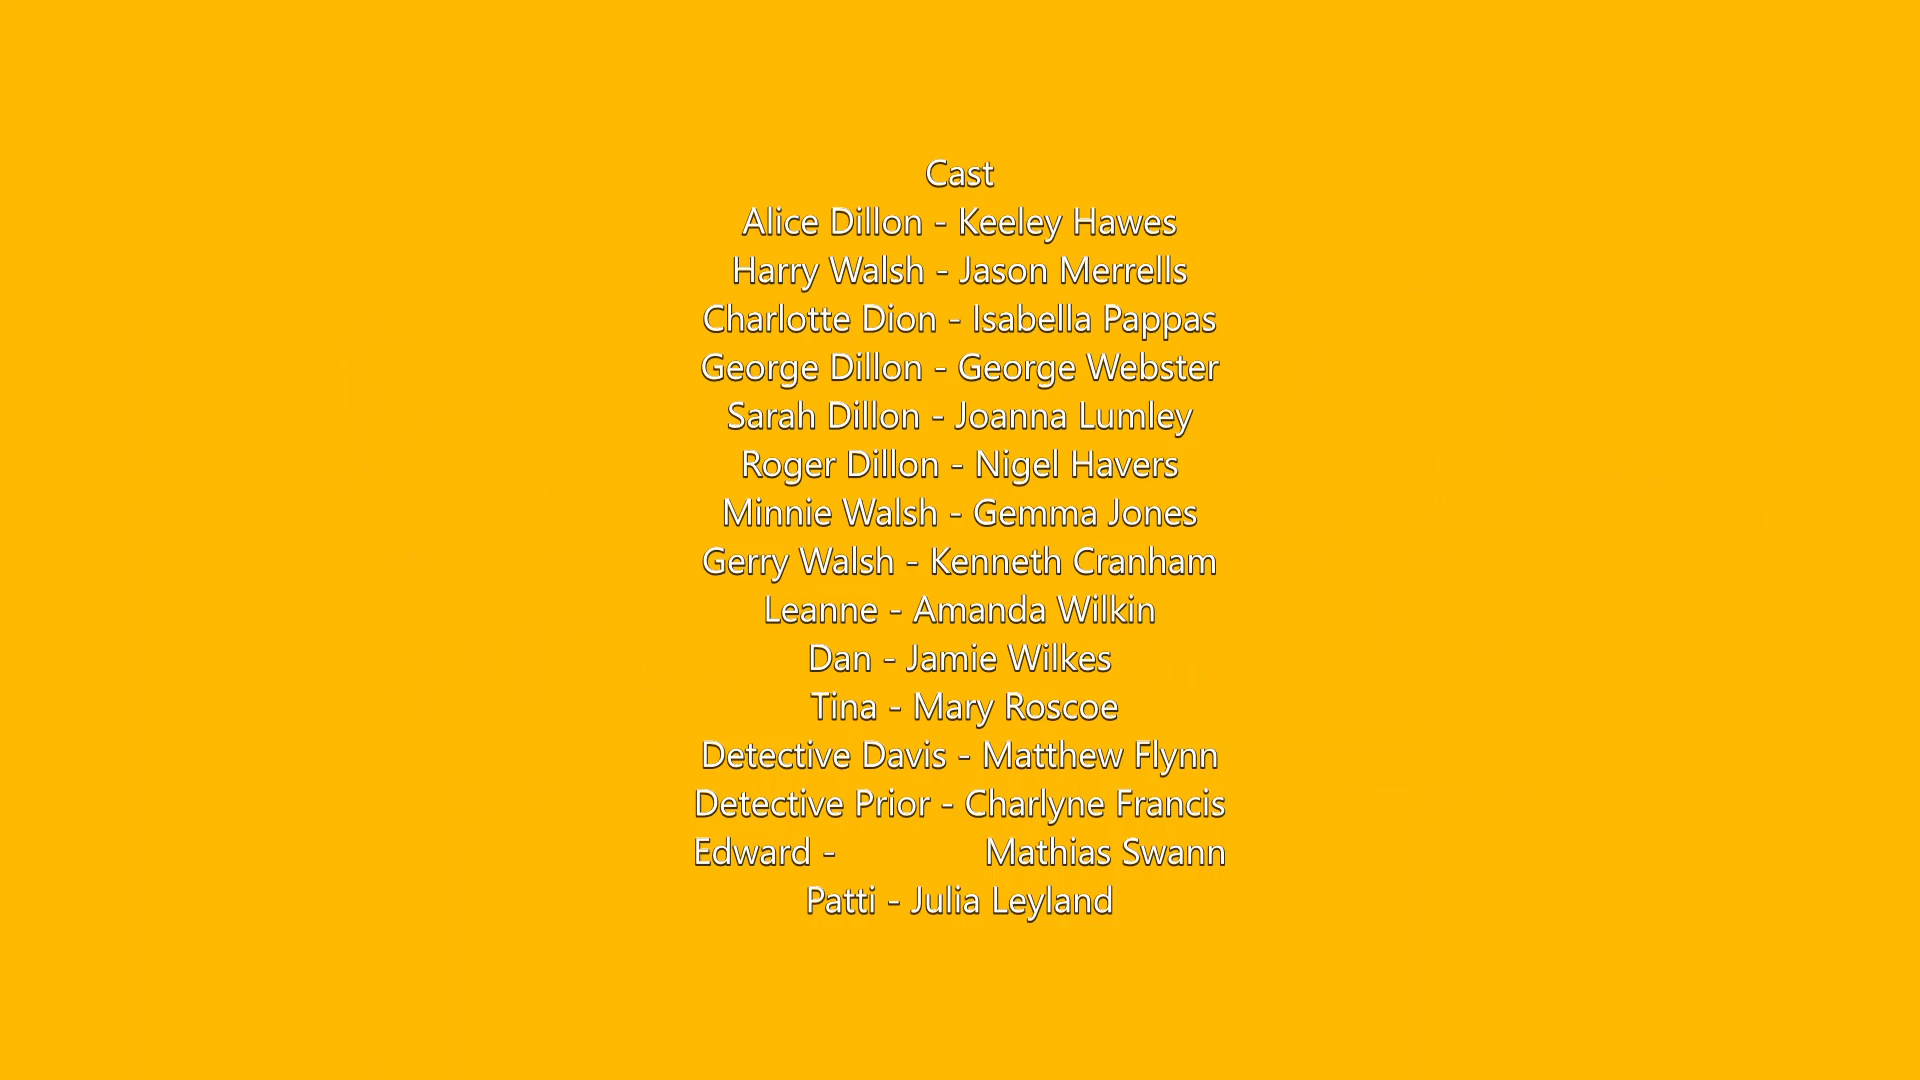 Cast
Alice Dillon - Keeley Hawes
Harry Walsh - Jason Merrells
Charlotte Dion - Isabella Pappas
George Dillon - George Webster
Sarah Dillon - Joanna Lumley
Roger Dillon - Nigel Havers
Minnie Walsh - Gemma Jones
Gerry Walsh - Kenneth Cranham
Leanne - Amanda Wilkin
Dan - Jamie Wilkes
Tina - Mary Roscoe
Detective Davis - Matthew Flynn
Detective Prior - Charlyne Francis
Edward - Mathias Swann
Patti - Julia Leyland